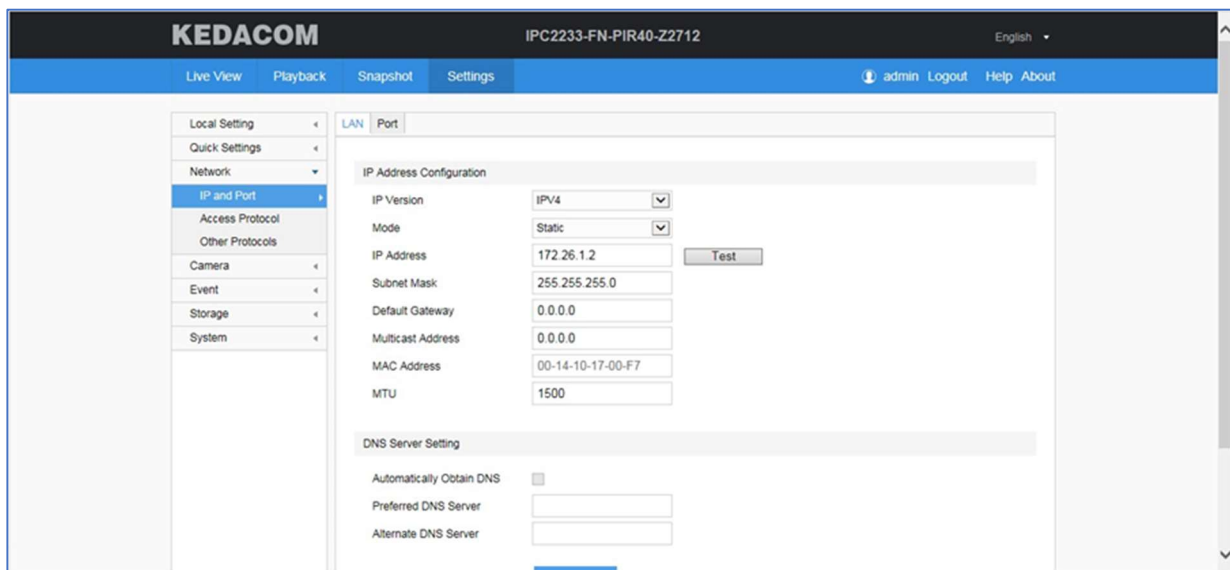 KEDACOM IPC2233-FN-PIR40-Z2712 English
Live View Playback Snapshot Settings admin Logout Help About
Local Setting
Quick Settings
Network
IP and Port
Access Protocol
Other Protocols
Camera
Event
Storage
System
LAN Port
IP Address Configuration
IP Version IPV4
Mode Static
IP Address 172.26.1.2 Test
Subnet Mask 255.255.255.0
Default Gateway 0.0.0.0
Multicast Address 0.0.0.0
MAC Address 00-14-10-17-00-F7
MTU 1500
DNS Server Setting
Automatically Obtain DNS
Preferred DNS Server
Alternate DNS Server